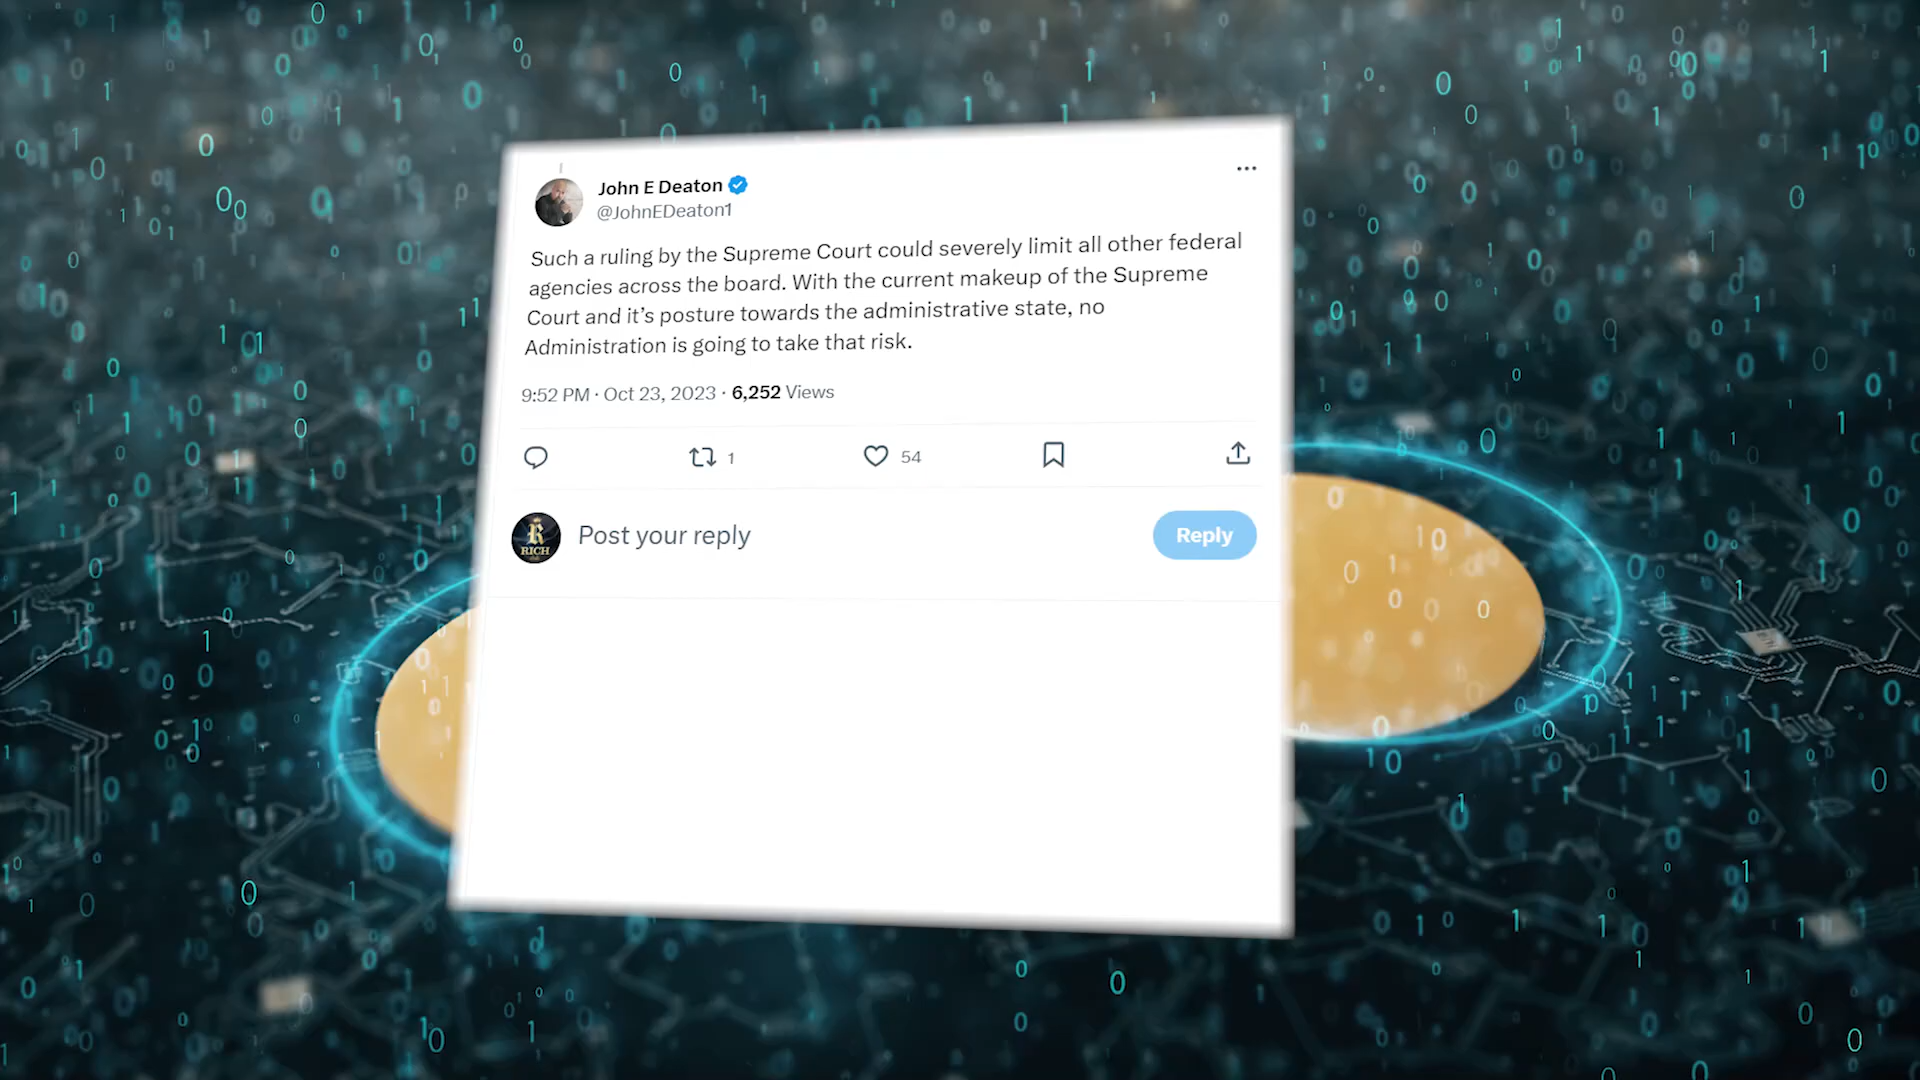 John E Deaton
@JohnEDeaton1
Such a ruling by the Supreme Court could severely limit all other federal
agencies across the board. With the current makeup of the Supreme
Court and it’s posture towards the administrative state, no
Administration is going to take that risk.
9:52 PM · Oct 23, 2023 · 6,252 Views
1 54
RICH
Post your reply
Reply